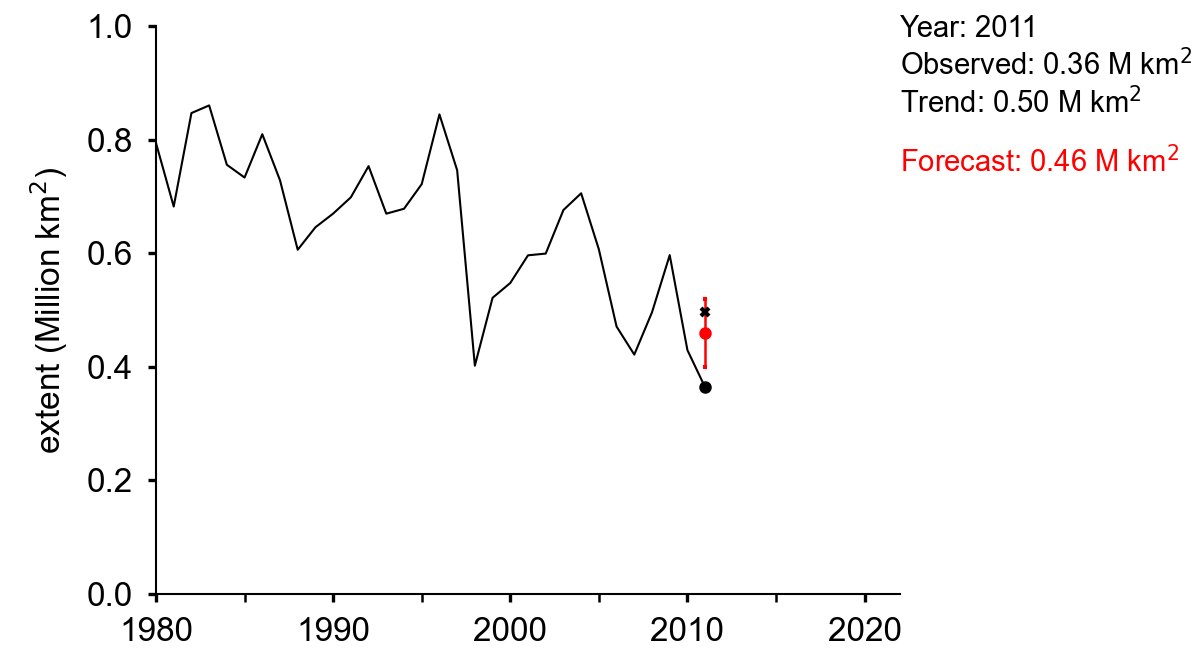 Year: 2011
Observed: 0.36 M km²
Trend: 0.50 M km²
Forecast: 0.46 M km²
extent (Million km²)
1.0
0.8
0.6
0.4
0.2
0.0
1980 1990 2000 2010 2020